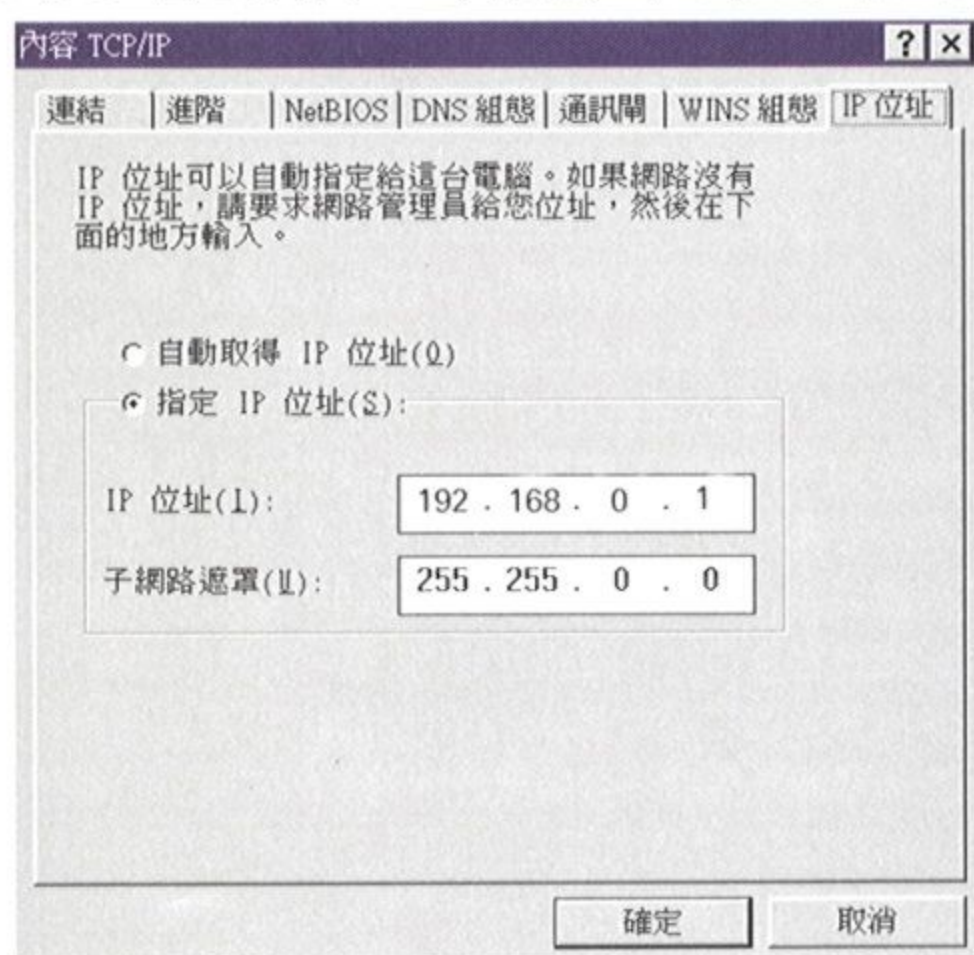 內容 TCP/IP
? ×
連結 進階 NetBIOS DNS 組態 通訊閘 WINS 組態 IP 位址
IP 位址可以自動指定給這台電腦。如果網路沒有
IP 位址，請要求網路管理員給您位址，然後在下
面的地方輸入。
自動取得 IP 位址(O)
指定 IP 位址(S):
IP 位址(I): 192 . 168 . 0 . 1
子網路遮罩(U): 255 . 255 . 0 . 0
確定 取消